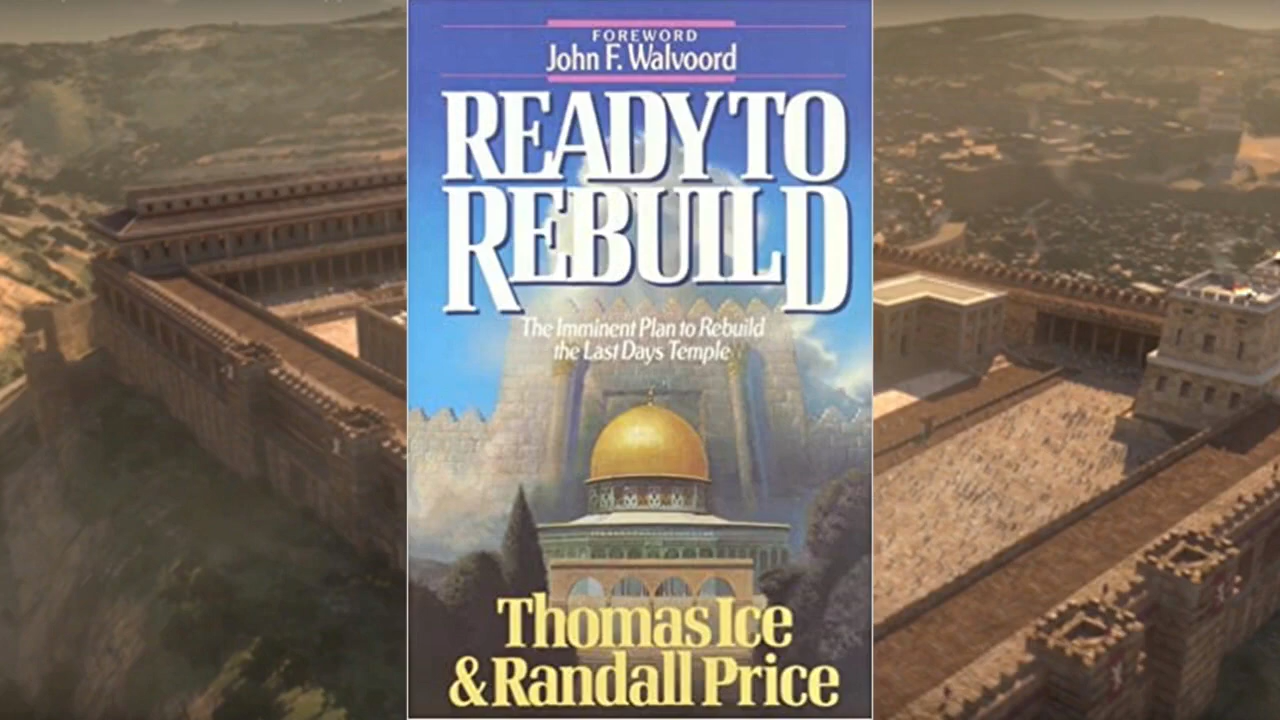 FOREWORD
John F. Walvoord
READY TO
REBUILD
The Imminent Plan to Rebuild
the Last Days Temple
Thomas Ice
& Randall Price